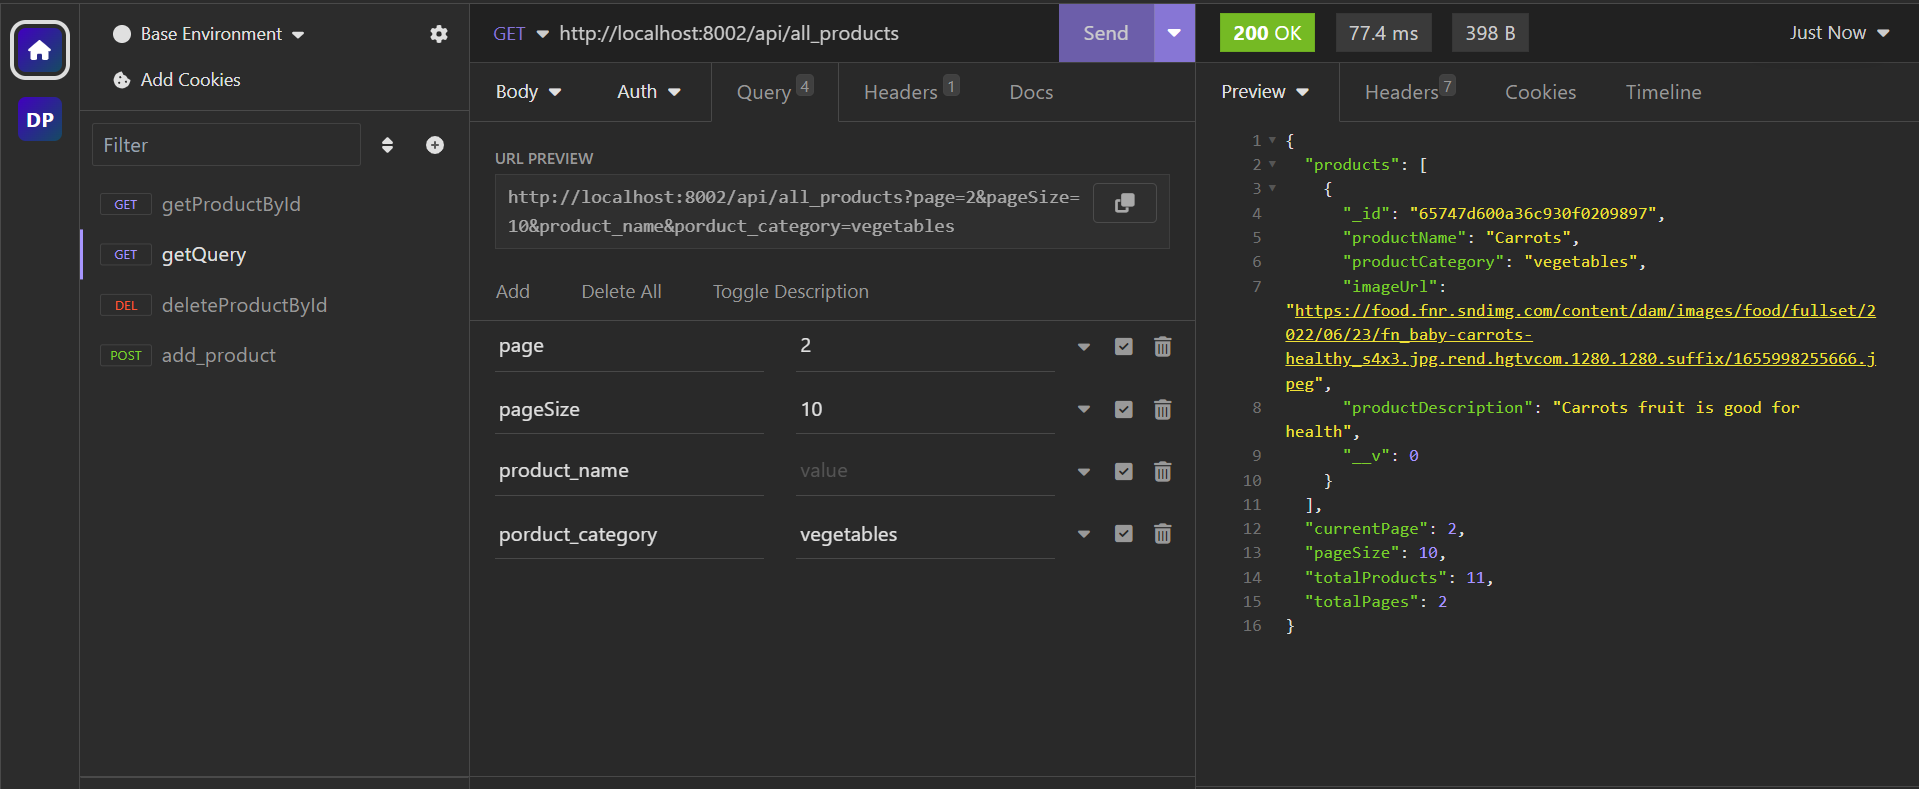 DP
Base Environment
Add Cookies
Filter
GET getProductById
GET getQuery
DEL deleteProductById
POST add_product
GET http://localhost:8002/api/all_products Send
Body Auth Query 4 Headers 1 Docs
URL PREVIEW
http://localhost:8002/api/all_products?page=2&pageSize=
10&product_name&porduct_category=vegetables
Add Delete All Toggle Description
page 2
pageSize 10
product_name value
porduct_category vegetables
200 OK 77.4 ms 398 B Just Now
Preview Headers 7 Cookies Timeline
1 {
2 "products": [
3 {
4 "_id": "65747d600a36c930f0209897",
5 "productName": "Carrots",
6 "productCategory": "vegetables",
7 "imageUrl":
"https://food.fnr.sndimg.com/content/dam/images/food/fullset/2
022/06/23/fn_baby-carrots-
healthy_s4x3.jpg.rend.hgtvcom.1280.1280.suffix/1655998255666.j
peg",
8 "productDescription": "Carrots fruit is good for
health",
9 "__v": 0
10 }
11 ],
12 "currentPage": 2,
13 "pageSize": 10,
14 "totalProducts": 11,
15 "totalPages": 2
16 }